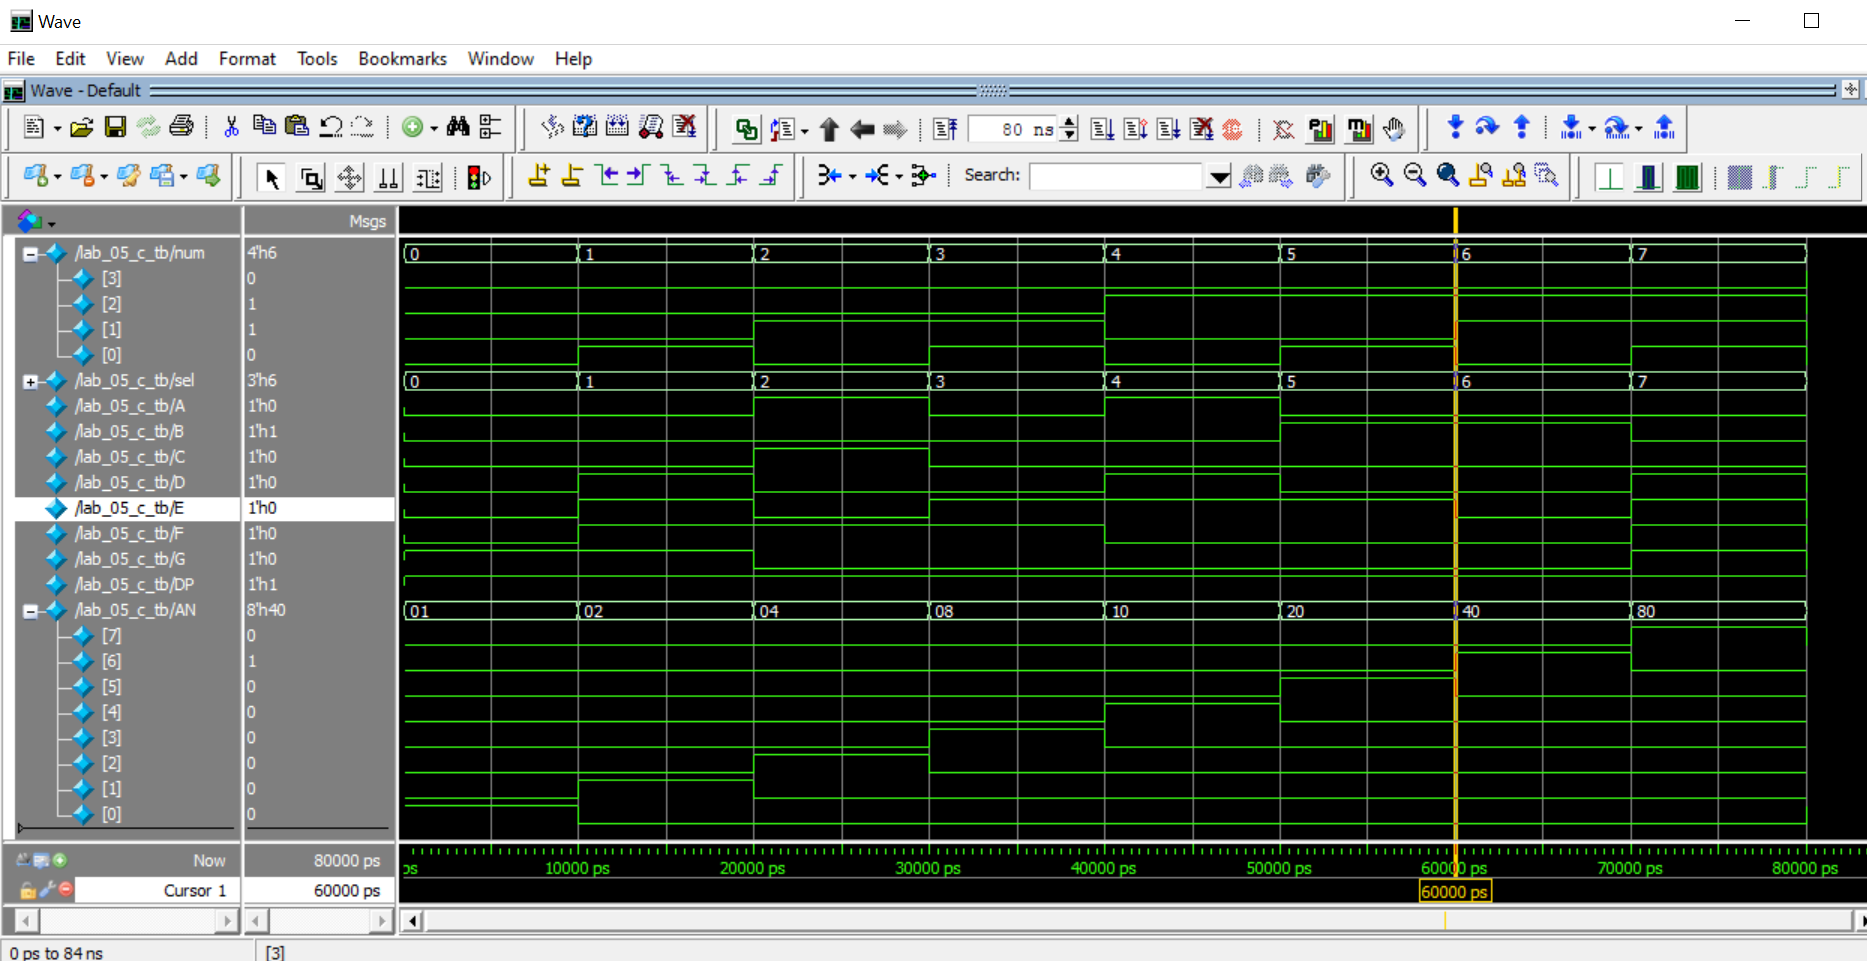 Wave
File Edit View Add Format Tools Bookmarks Window Help
Wave - Default
80 ns
Search:
Msgs
/lab_05_c_tb/num 4'h6 0 1 2 3 4 5 6 7
[3] 0
[2] 1
[1] 1
[0] 0
/lab_05_c_tb/sel 3'h6 0 1 2 3 4 5 6 7
/lab_05_c_tb/A 1'h0
/lab_05_c_tb/B 1'h1
/lab_05_c_tb/C 1'h0
/lab_05_c_tb/D 1'h0
/lab_05_c_tb/E 1'h0
/lab_05_c_tb/F 1'h0
/lab_05_c_tb/G 1'h0
/lab_05_c_tb/DP 1'h1
/lab_05_c_tb/AN 8'h40 01 02 04 08 10 20 40 80
[7] 0
[6] 1
[5] 0
[4] 0
[3] 0
[2] 0
[1] 0
[0] 0
Now 80000 ps ps 10000 ps 20000 ps 30000 ps 40000 ps 50000 ps 60000 ps 70000 ps 80000 ps
Cursor 1 60000 ps 60000 ps
0 ps to 84 ns [3]